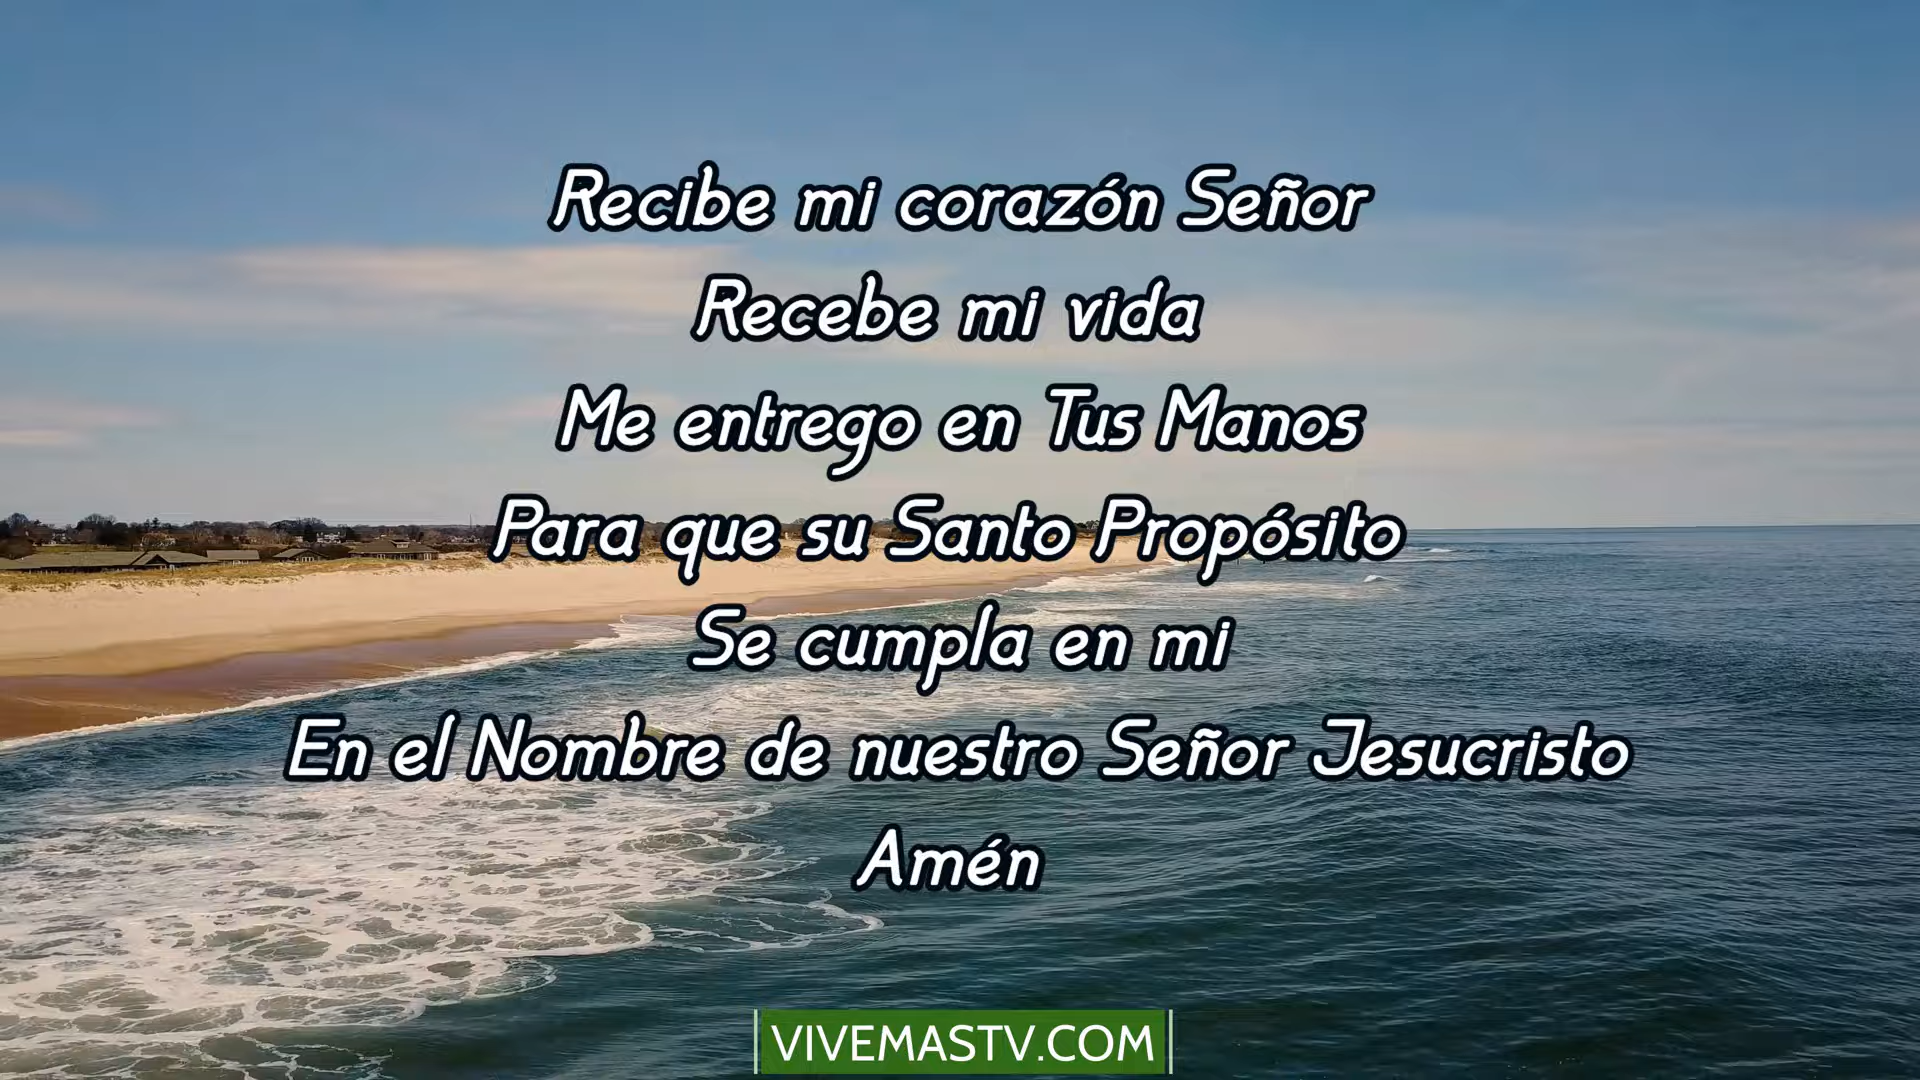 Recibe mi corazón Señor
Recebe mi vida
Me entrego en Tus Manos
Para que su Santo Propósito
Se cumpla en mi
En el Nombre de nuestro Señor Jesucristo
Amén
VIVEMASTV.COM